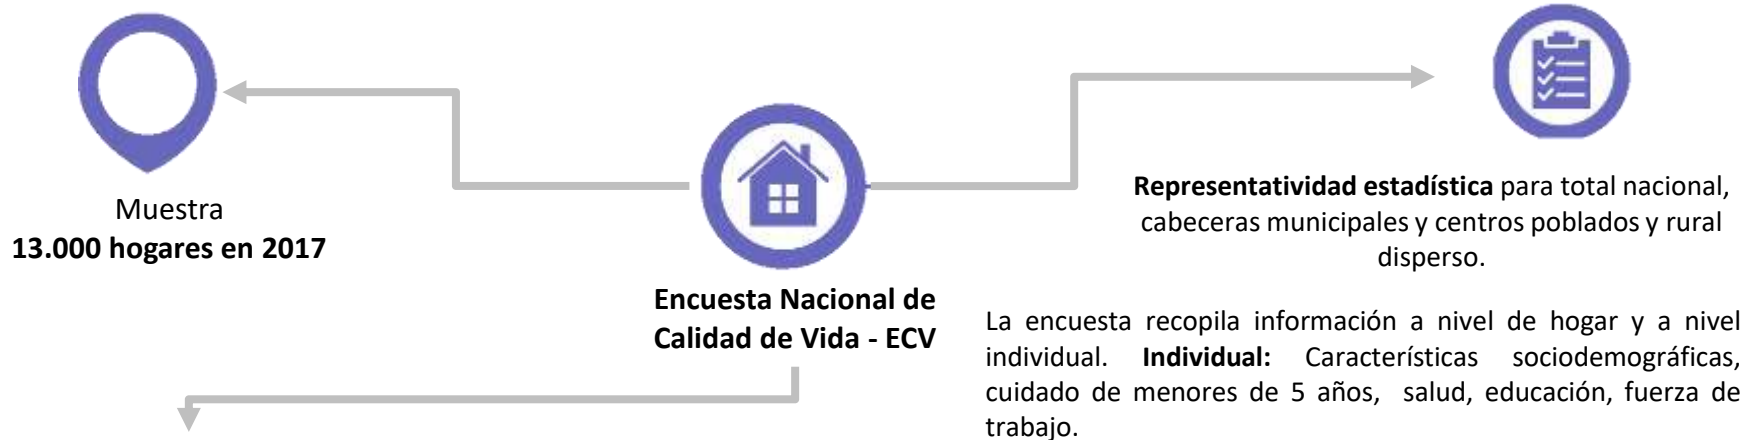 Muestra
13.000 hogares en 2017
Encuesta Nacional de
Calidad de Vida - ECV
Representatividad estadística para total nacional,
cabeceras municipales y centros poblados y rural
disperso.
La encuesta recopila información a nivel de hogar y a nivel
individual. Individual: Características sociodemográficas,
cuidado de menores de 5 años, salud, educación, fuerza de
trabajo.